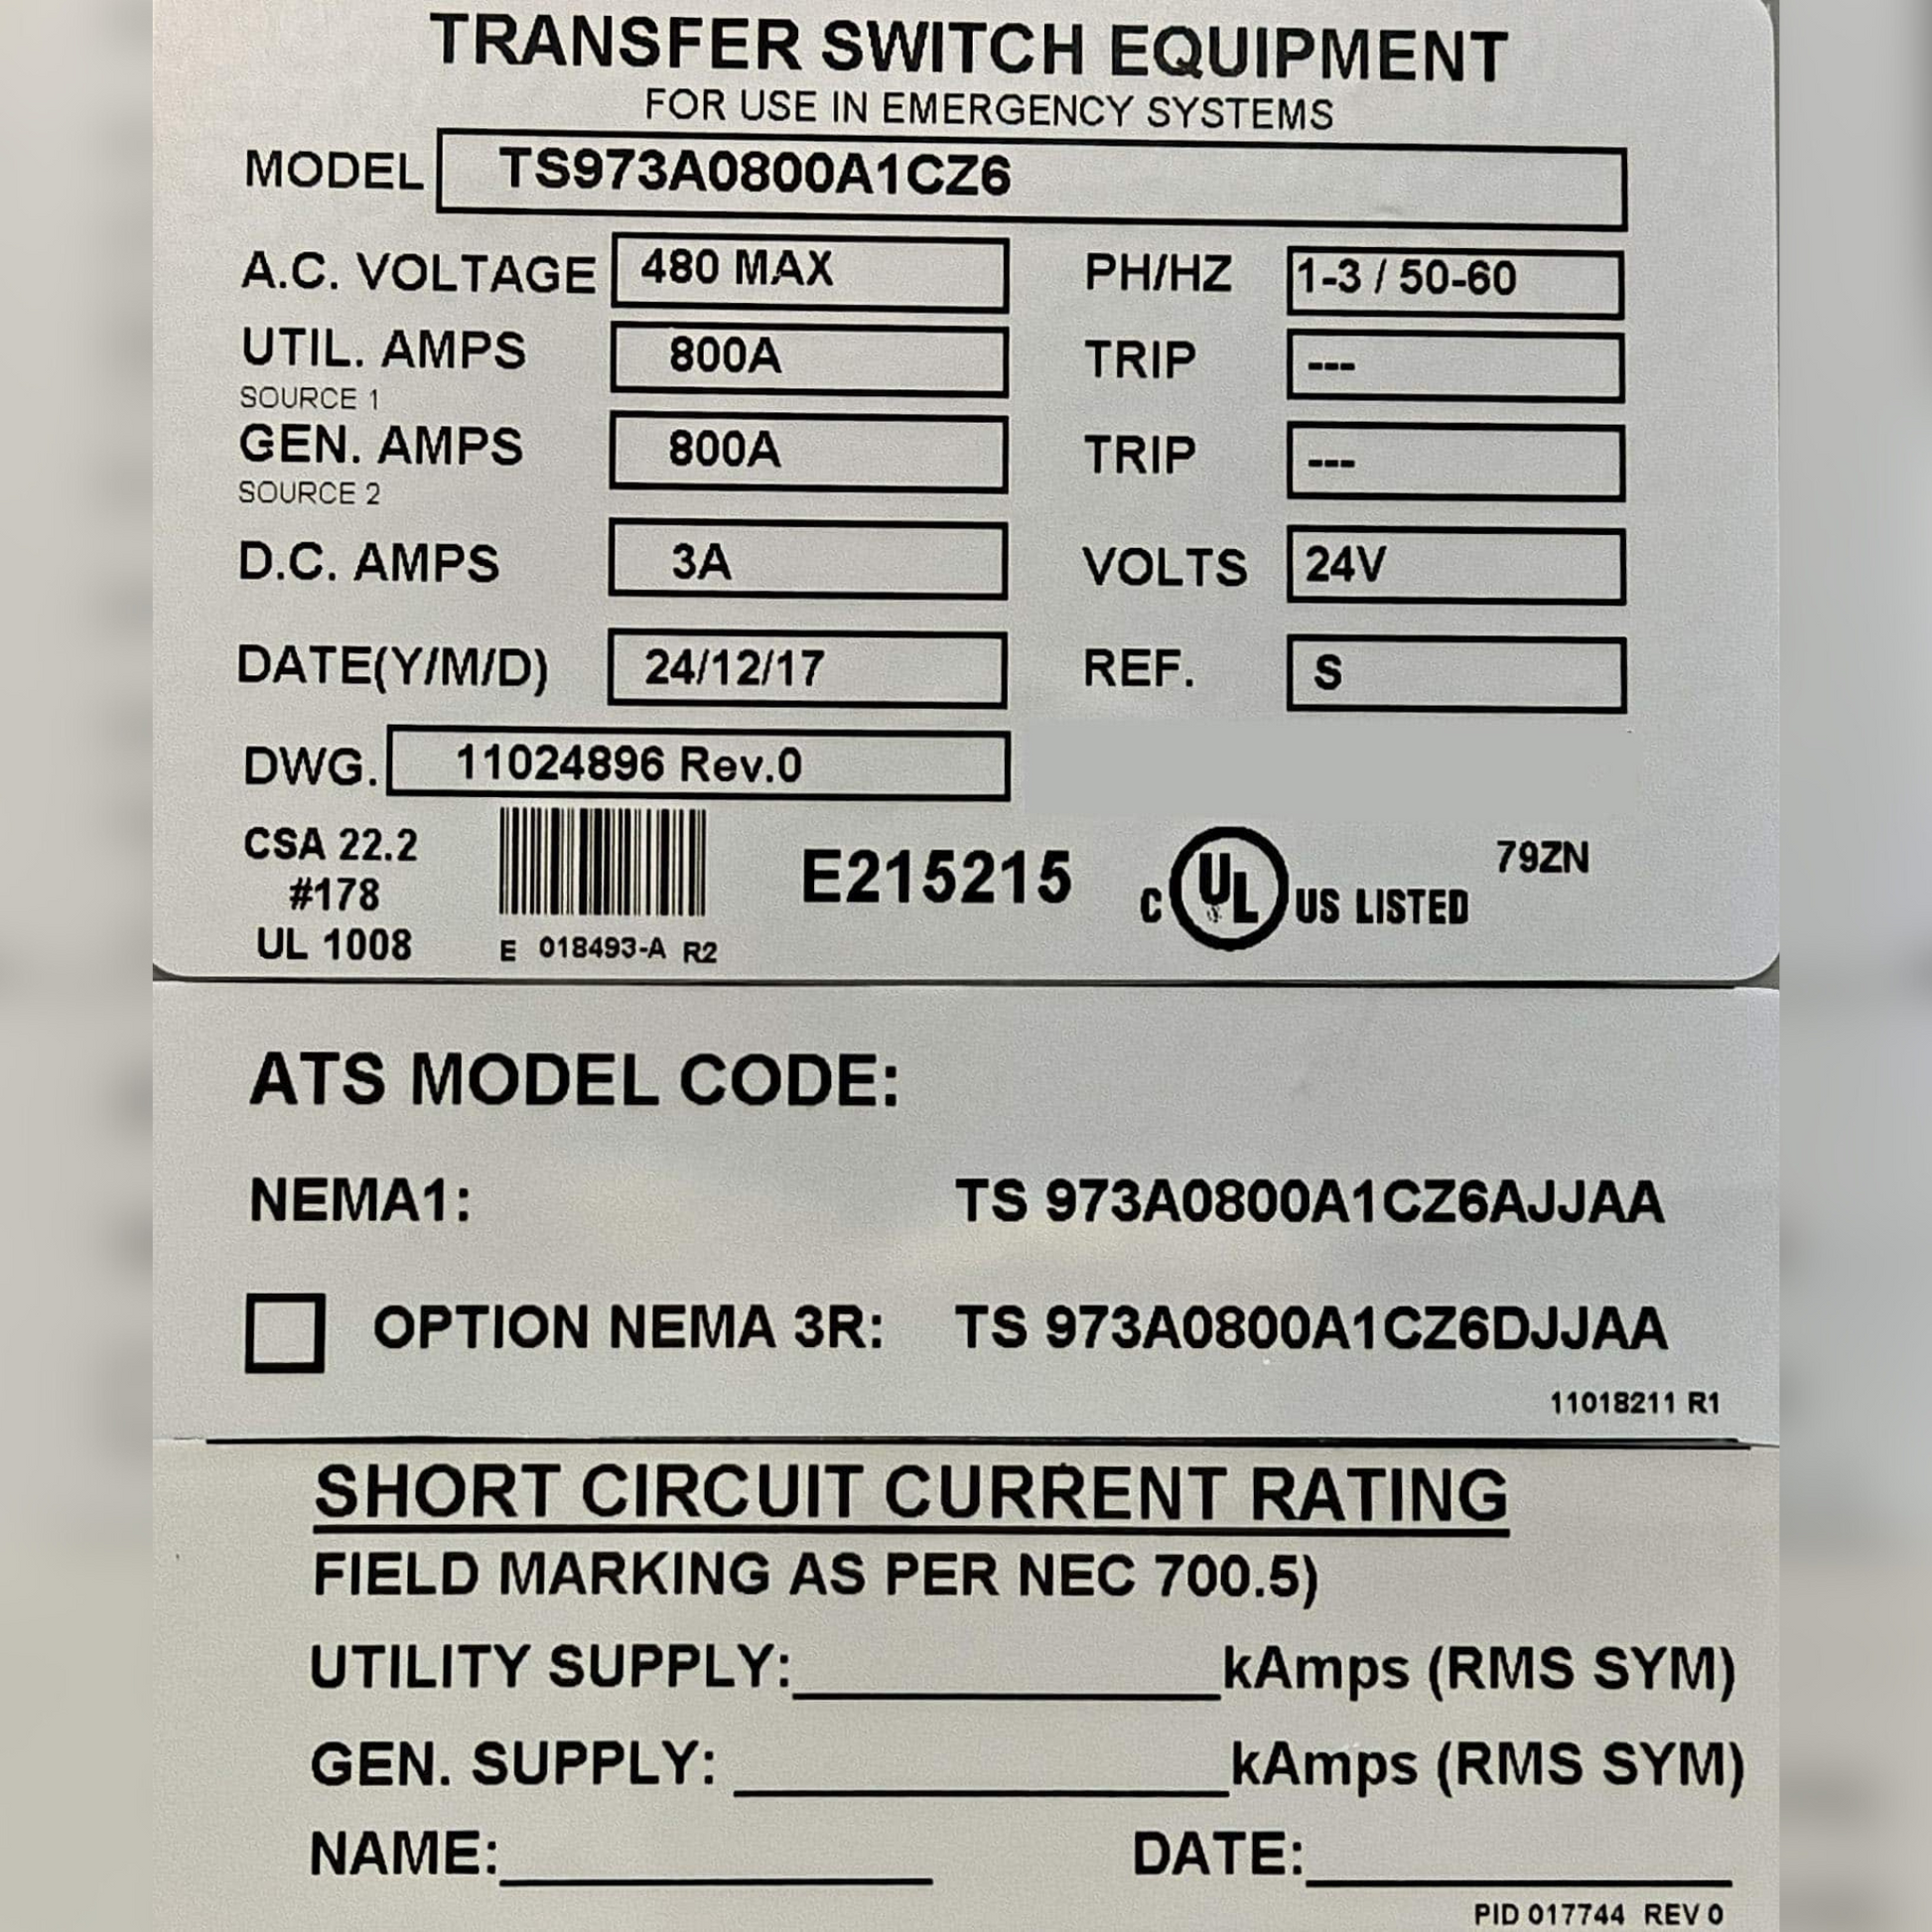 TRANSFER SWITCH EQUIPMENT
FOR USE IN EMERGENCY SYSTEMS
MODEL TS973A0800A1CZ6
A.C. VOLTAGE 480 MAX PH/HZ 1-3 / 50-60
UTIL. AMPS 800A TRIP ---
SOURCE 1
GEN. AMPS 800A TRIP ---
SOURCE 2
D.C. AMPS 3A VOLTS 24V
DATE(Y/M/D) 24/12/17 REF. S
DWG. 11024896 Rev.0
CSA 22.2
#178
UL 1008
E 018493-A R2
E215215
C UL US LISTED
79ZN
ATS MODEL CODE:
NEMA1: TS 973A0800A1CZ6AJJAA
OPTION NEMA 3R: TS 973A0800A1CZ6DJJAA
11018211 R1
SHORT CIRCUIT CURRENT RATING
FIELD MARKING AS PER NEC 700.5)
UTILITY SUPPLY:____________kAmps (RMS SYM)
GEN. SUPPLY: ______________kAmps (RMS SYM)
NAME:____________ DATE:____________
PID 017744 REV 0